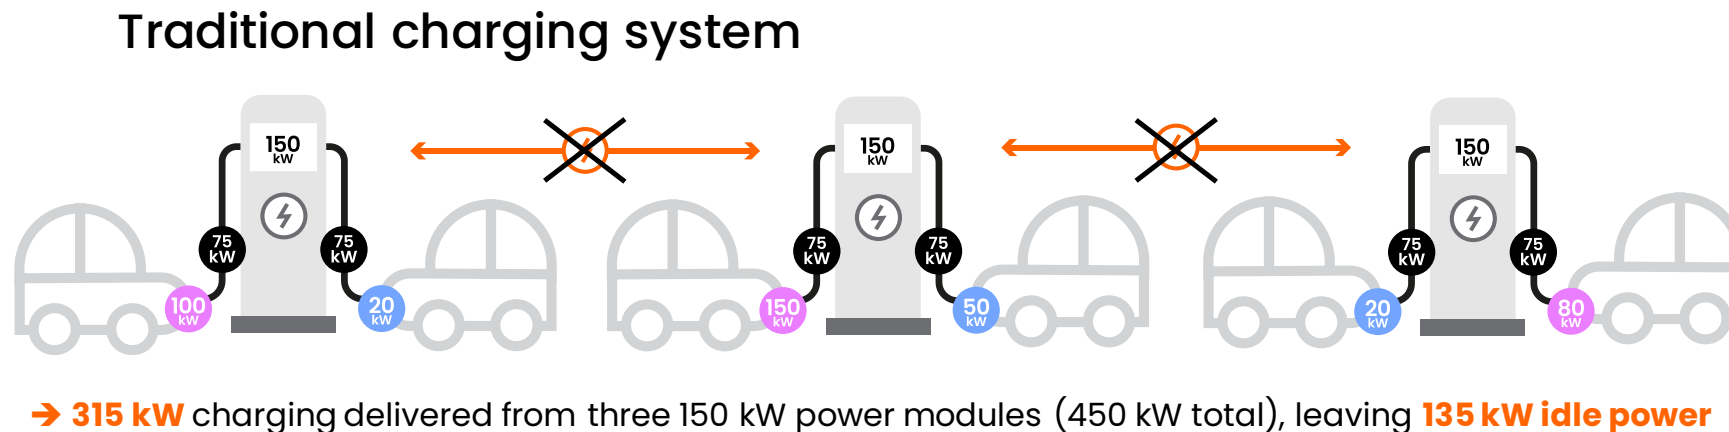 Traditional charging system
150
kW
150
kW
150
kW
75
kW
75
kW
75
kW
75
kW
75
kW
75
kW
100
kW
20
kW
150
kW
50
kW
20
kW
80
kW
➔ 315 kW charging delivered from three 150 kW power modules (450 kW total), leaving 135 kW idle power